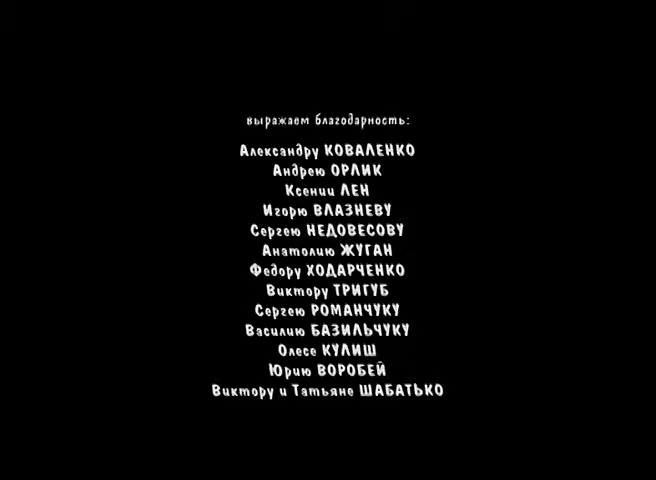 выражаем благодарность:
Александру КОВАЛЕНКО
Андрею ОРЛИК
Ксении ЛЕН
Игорю ВЛАЗНЕВУ
Сергею НЕДОВЕСОВУ
Анатолию ЖУГАН
Федору ХОДАРЧЕНКО
Виктору ТРИГУБ
Сергею РОМАНЧУКУ
Василию БАЗИЛЬЧУКУ
Олесе КУЛИШ
Юрию ВОРОБЕЙ
Виктору и Татьяне ШАБАТЬКО